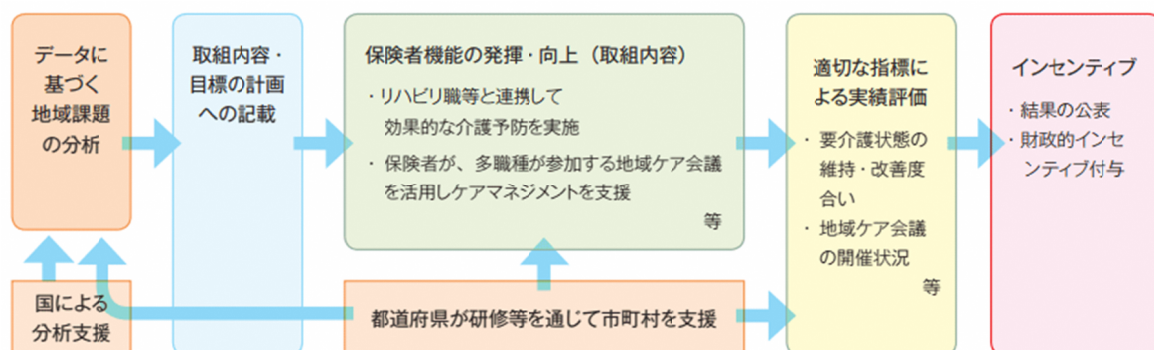 データに
基づく
地域課題
の分析
取組内容・
目標の計画
への記載
保険者機能の発揮・向上（取組内容）
・リハビリ職等と連携して
効果的な介護予防を実施
・保険者が、多職種が参加する地域ケア会議
を活用しケアマネジメントを支援
等
適切な指標に
よる実績評価
・要介護状態の
維持・改善度
合い
・地域ケア会議
の開催状況
等
インセンティブ
・結果の公表
・財政的インセ
ンティブ付与
国による
分析支援
都道府県が研修等を通じて市町村を支援